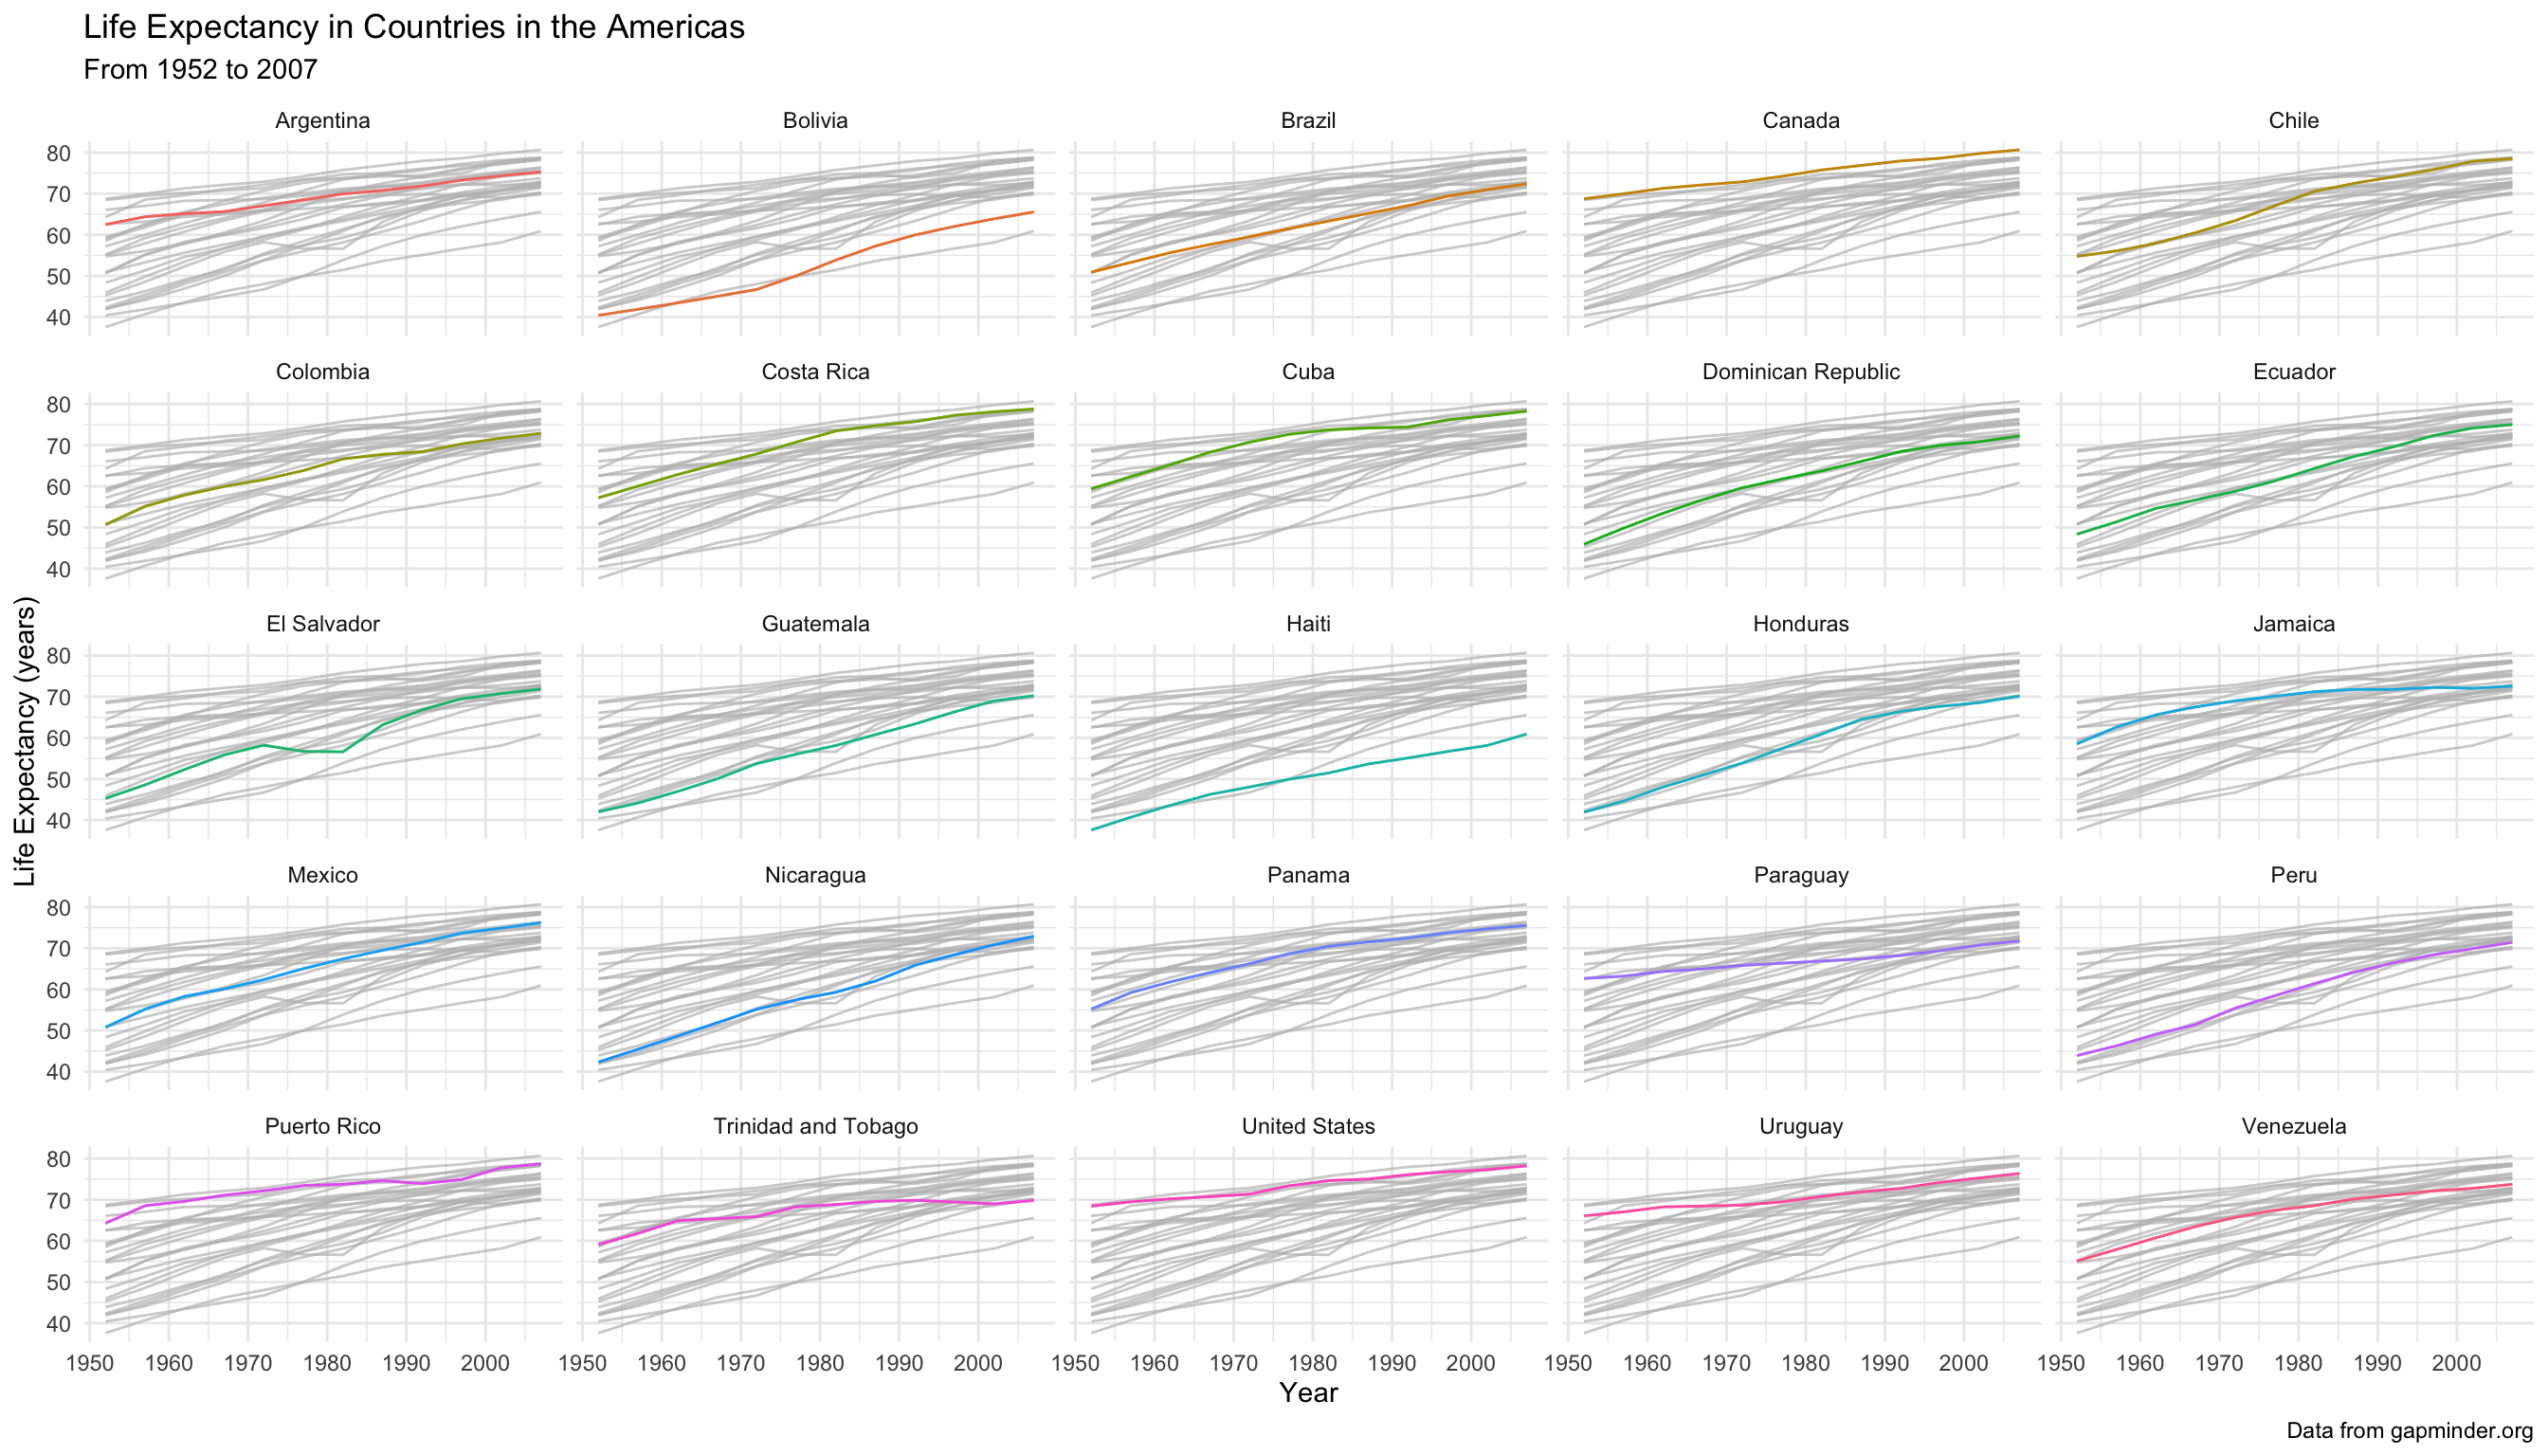 Life Expectancy in Countries in the Americas
From 1952 to 2007
Argentina Bolivia Brazil Canada Chile
80
70
60
50
40
Colombia Costa Rica Cuba Dominican Republic Ecuador
80
70
60
50
40
El Salvador Guatemala Haiti Honduras Jamaica
80
70
60
50
40
Life Expectancy (years)
Mexico Nicaragua Panama Paraguay Peru
80
70
60
50
40
Puerto Rico Trinidad and Tobago United States Uruguay Venezuela
80
70
60
50
40
1950 1960 1970 1980 1990 2000 1950 1960 1970 1980 1990 2000 1950 1960 1970 1980 1990 2000 1950 1960 1970 1980 1990 2000 1950 1960 1970 1980 1990 2000
Year
Data from gapminder.org